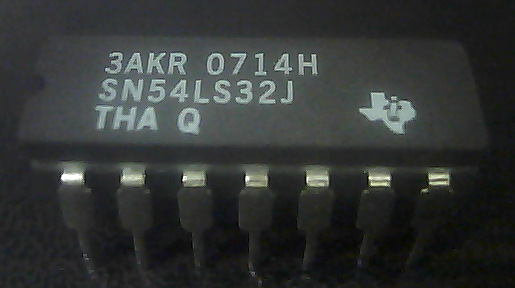 3AKR 0714H
SN54LS32J
THA Q